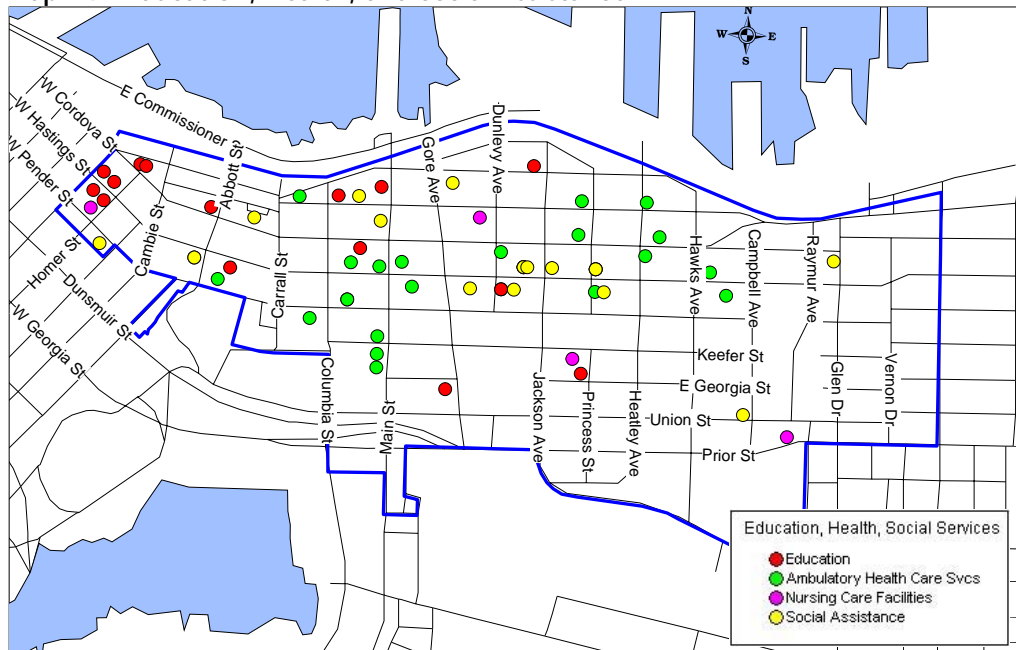 N
W E
S
E Commissioner St
W Cordova St
W Hastings St
W Pender St
Abbott St
Gore Ave
Dunlevy Ave
Cambie St
Homer St
Carrall St
Hawks Ave
Campbell Ave
Raymur Ave
Dunsmuir St
W Georgia St
Keefer St
E Georgia St
Columbia St
Main St
Jackson Ave
Princess St
Heatley Ave
Union St
Glen Dr
Vernon Dr
Prior St
Education, Health, Social Services
Education
Ambulatory Health Care Svcs
Nursing Care Facilities
Social Assistance